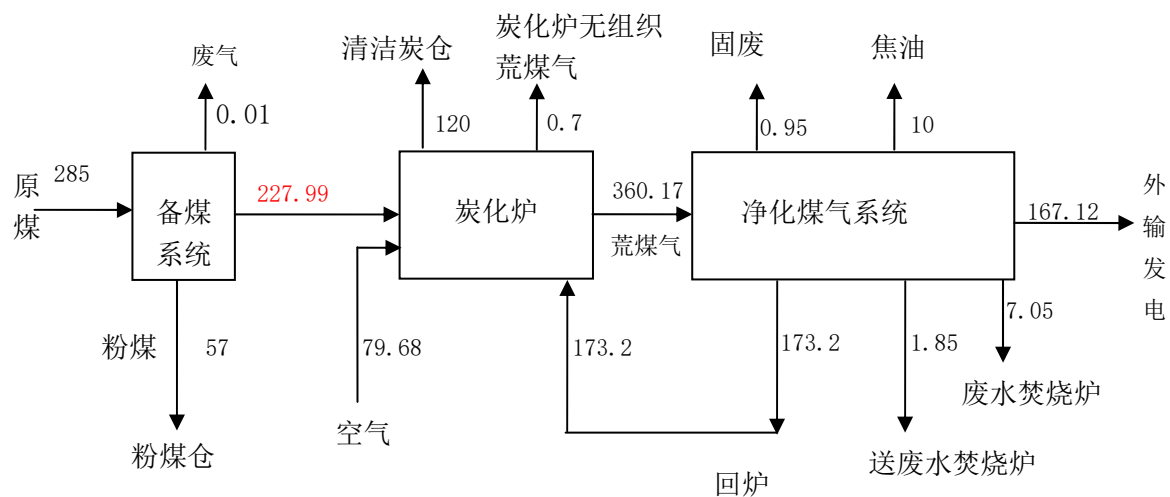 废气
清洁炭仓
炭化炉无组织
荒煤气
固废
焦油
0.01
120
0.7
0.95
10
原
煤
285
备煤
系统
227.99
炭化炉
360.17
荒煤气
净化煤气系统
167.12
外
输
发
电
粉煤
57
79.68
173.2
173.2
1.85
7.05
废水焚烧炉
空气
粉煤仓
回炉
送废水焚烧炉